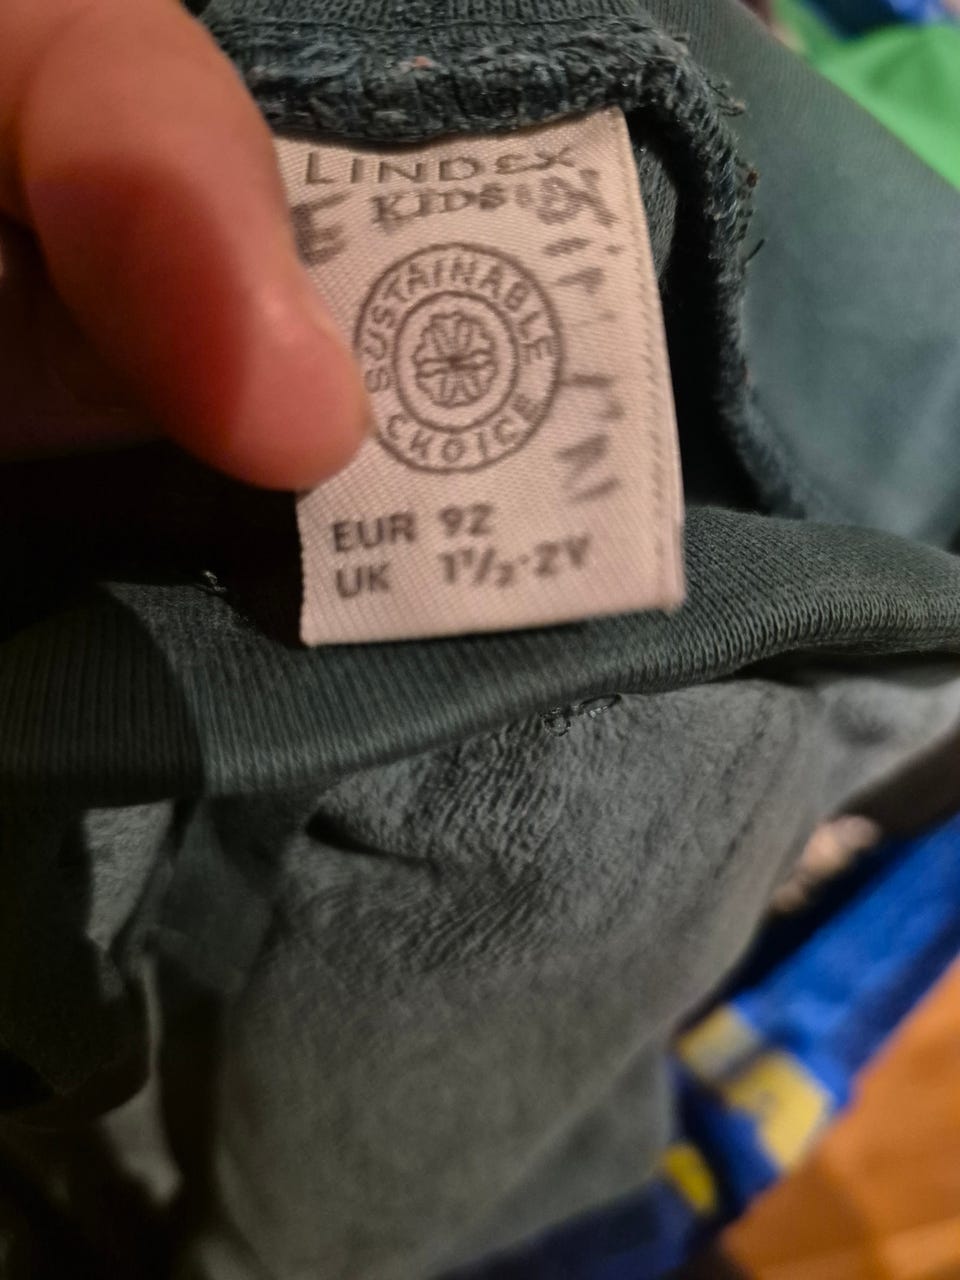 LINDEX
KIDS
SUSTAINABLE
CHOICE
EUR 92
UK 1½-2Y